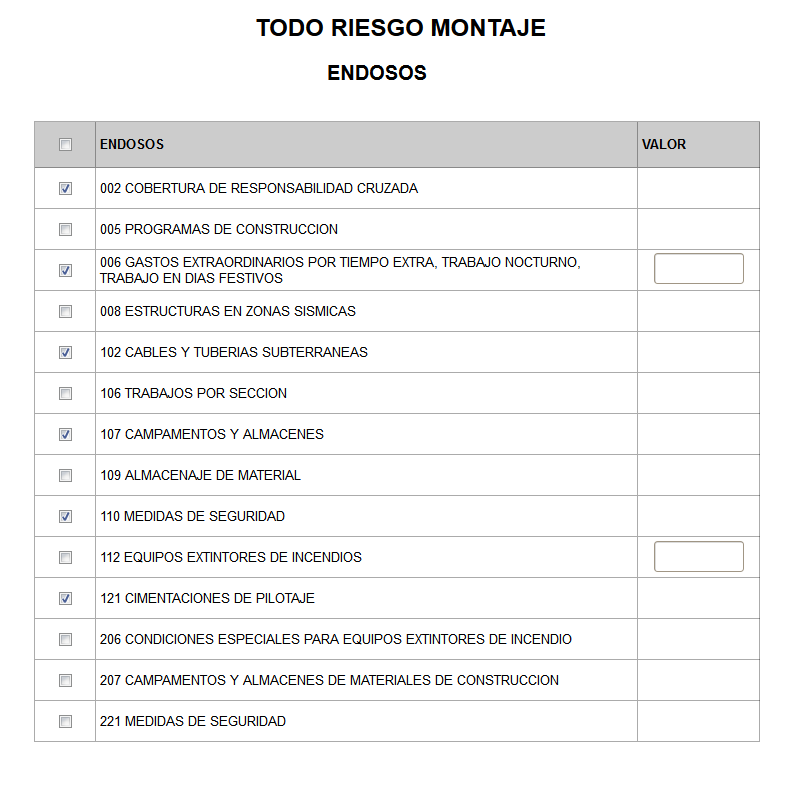 TODO RIESGO MONTAJE
ENDOSOS
ENDOSOS VALOR
002 COBERTURA DE RESPONSABILIDAD CRUZADA
005 PROGRAMAS DE CONSTRUCCION
006 GASTOS EXTRAORDINARIOS POR TIEMPO EXTRA, TRABAJO NOCTURNO,
TRABAJO EN DIAS FESTIVOS
008 ESTRUCTURAS EN ZONAS SISMICAS
102 CABLES Y TUBERIAS SUBTERRANEAS
106 TRABAJOS POR SECCION
107 CAMPAMENTOS Y ALMACENES
109 ALMACENAJE DE MATERIAL
110 MEDIDAS DE SEGURIDAD
112 EQUIPOS EXTINTORES DE INCENDIOS
121 CIMENTACIONES DE PILOTAJE
206 CONDICIONES ESPECIALES PARA EQUIPOS EXTINTORES DE INCENDIO
207 CAMPAMENTOS Y ALMACENES DE MATERIALES DE CONSTRUCCION
221 MEDIDAS DE SEGURIDAD